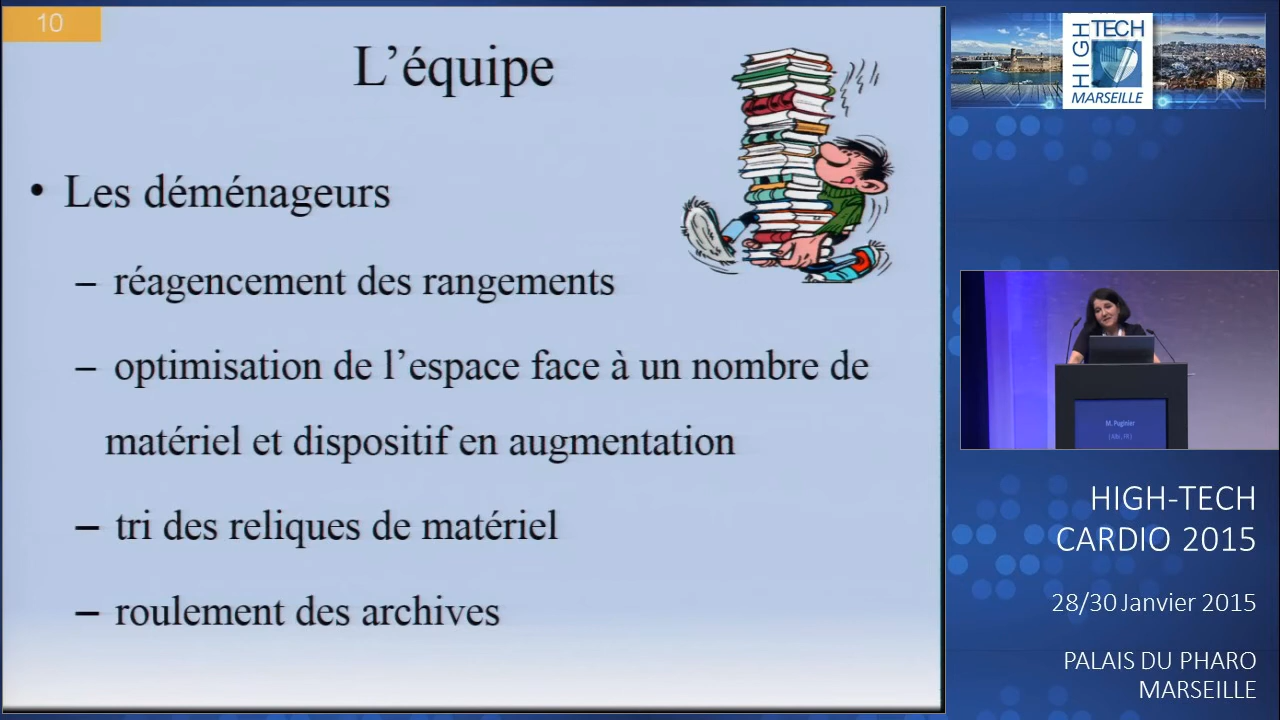 10
L’équipe
• Les déménageurs
– réagencement des rangements
– optimisation de l’espace face à un nombre de
matériel et dispositif en augmentation
– tri des reliques de matériel
– roulement des archives
HIGH
TECH
MARSEILLE
M. Puginier
HIGH-TECH
CARDIO 2015
28/30 Janvier 2015
PALAIS DU PHARO
MARSEILLE